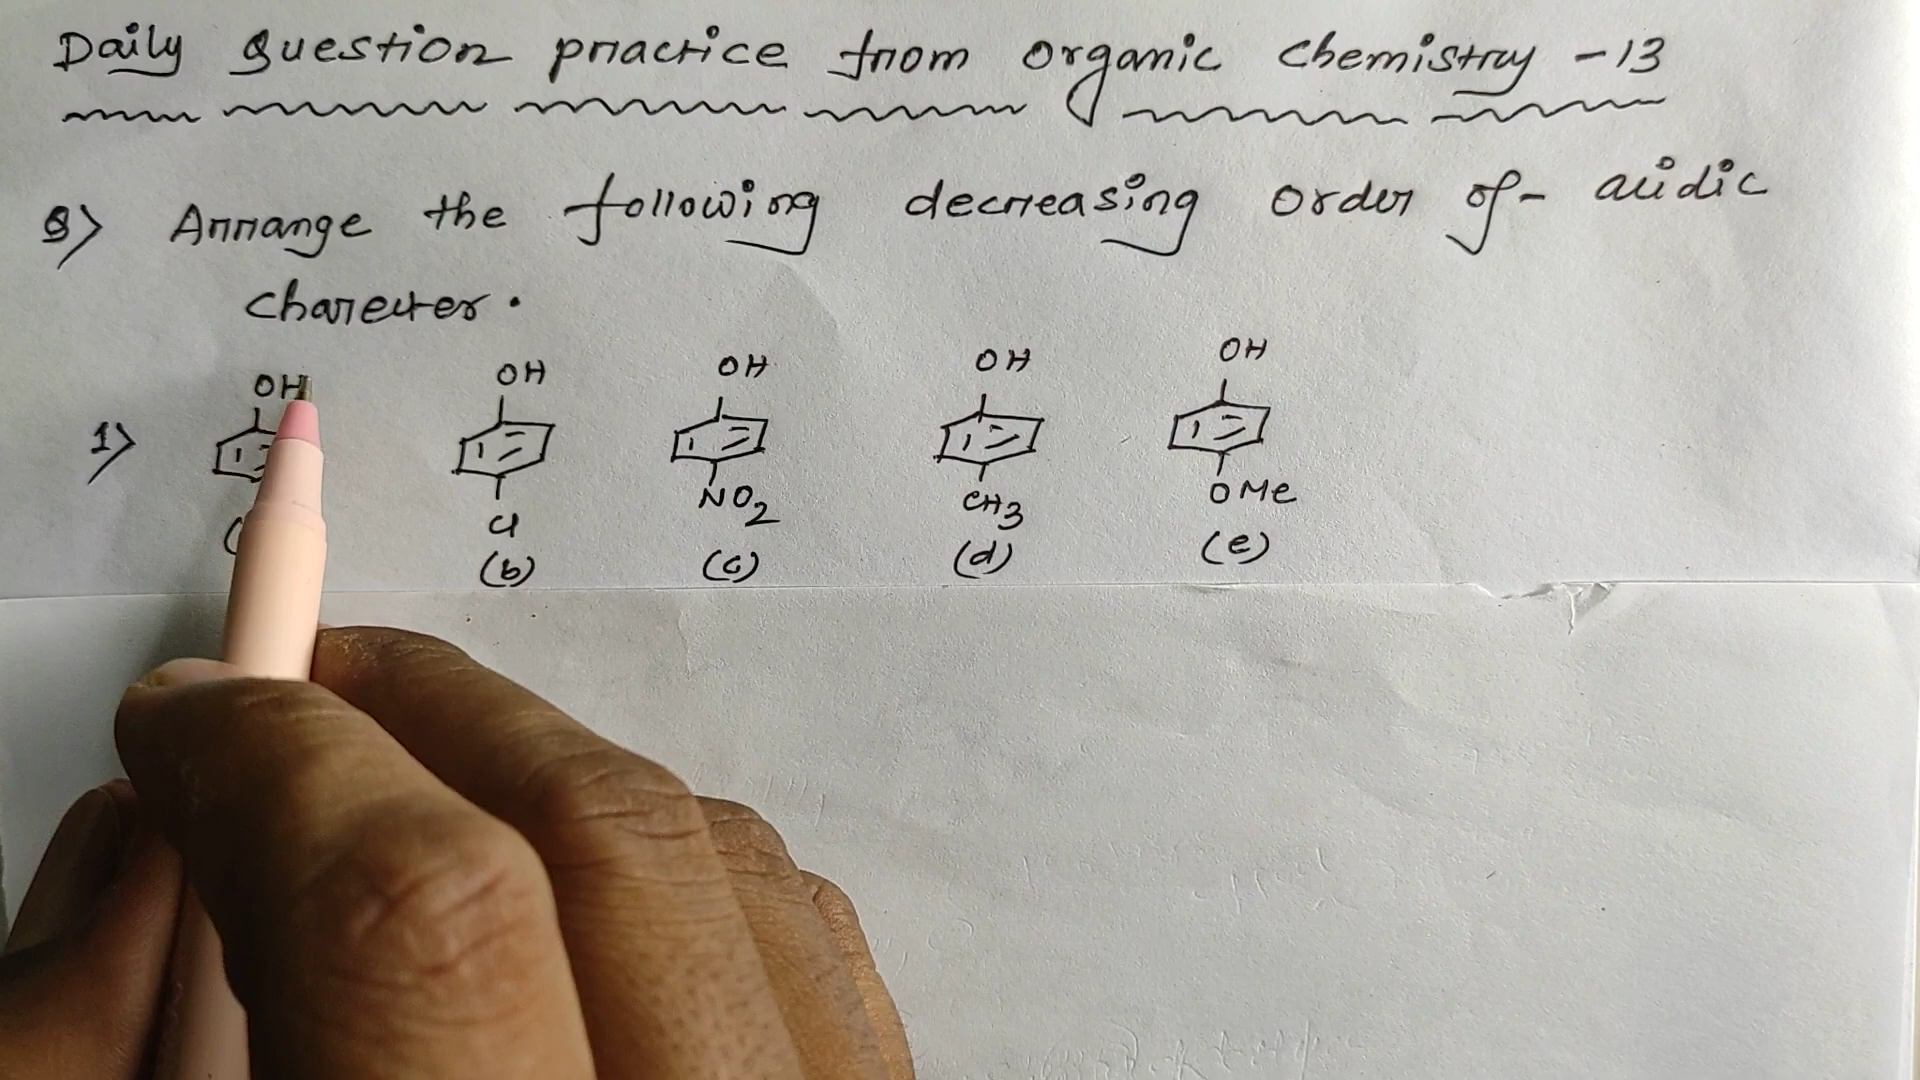 Daily Question practice from Organic Chemistry -13
Q> Arrange the following decreasing order of- acidic
charecter.
OH OH OH OH OH
1>
Cl NO2 CH3 OMe
(b) (c) (d) (e)